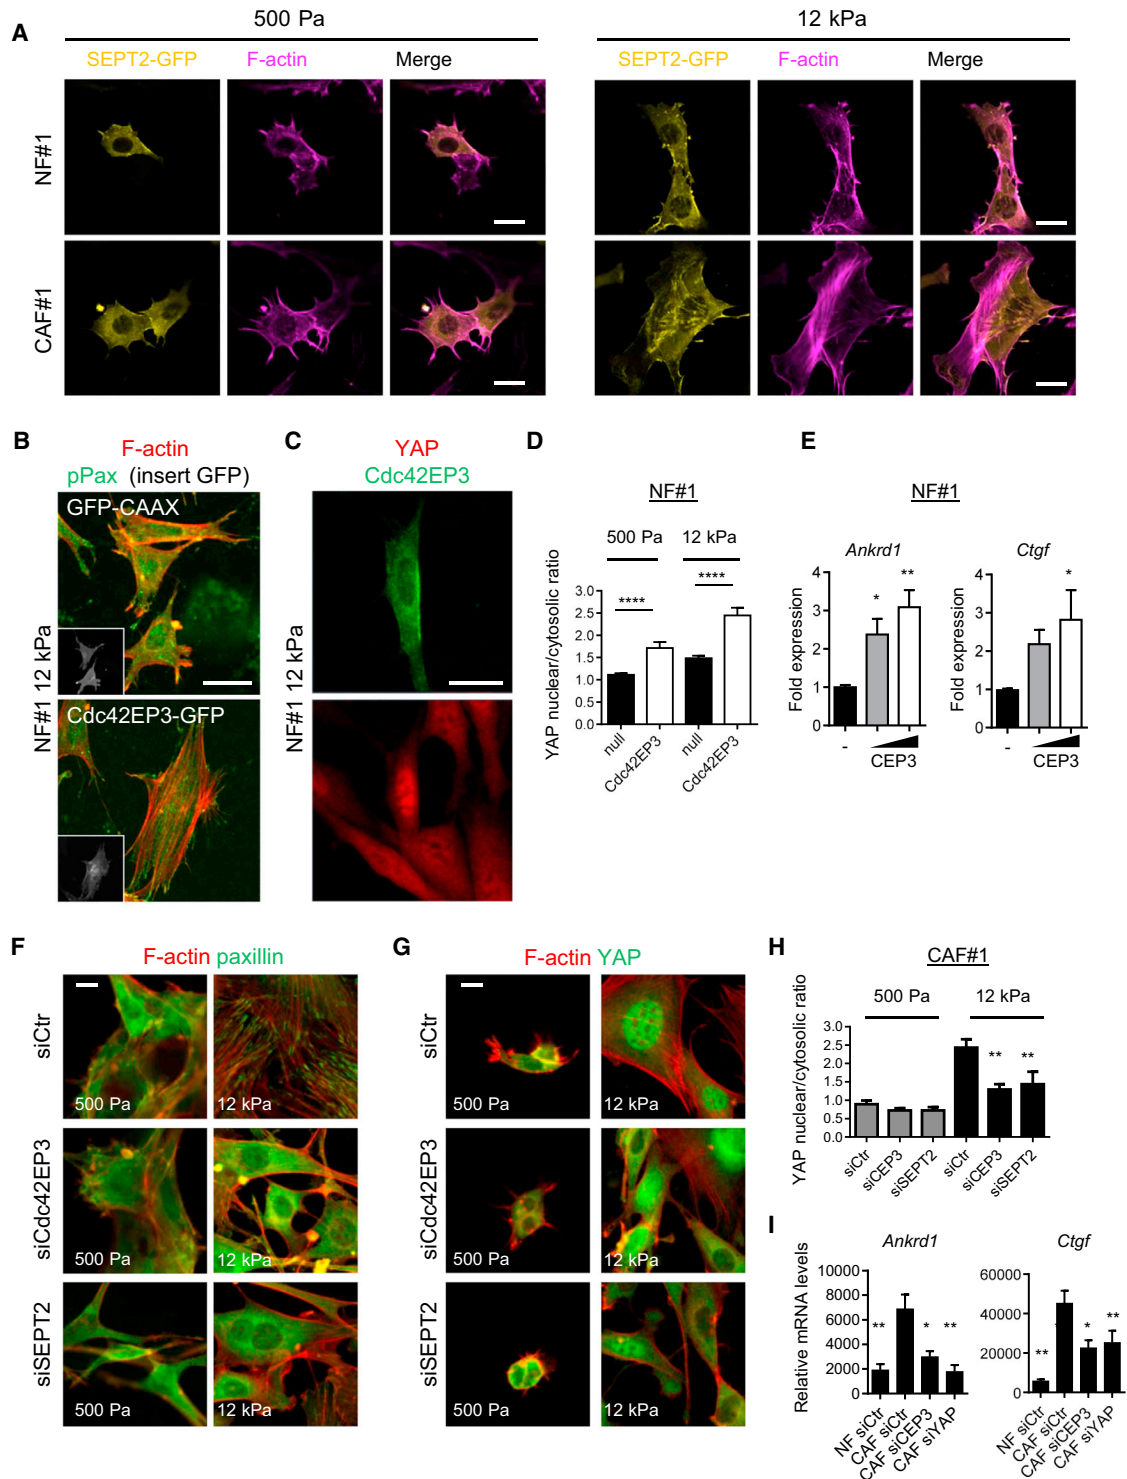 A
500 Pa
12 kPa
SEPT2-GFP F-actin Merge
SEPT2-GFP F-actin Merge
NF#1
CAF#1
B
F-actin
pPax (insert GFP)
GFP-CAAX
Cdc42EP3-GFP
NF#1 12 kPa
C
YAP
Cdc42EP3
NF#1 12 kPa
D
NF#1
500 Pa 12 kPa
YAP nuclear/cytosolic ratio
3.0
2.5
2.0
1.5
1.0
0.5
0.0
****
****
null
Cdc42EP3
null
Cdc42EP3
E
NF#1
Ankrd1
Fold expression
4
3
2
1
0
*
**
-
CEP3
Ctgf
Fold expression
4
3
2
1
0
*
-
CEP3
F
F-actin paxillin
siCtr
500 Pa
12 kPa
siCdc42EP3
500 Pa
12 kPa
siSEPT2
500 Pa
12 kPa
G
F-actin YAP
siCtr
500 Pa
12 kPa
siCdc42EP3
500 Pa
12 kPa
siSEPT2
500 Pa
12 kPa
H
CAF#1
500 Pa 12 kPa
YAP nuclear/cytosolic ratio
3.0
2.5
2.0
1.5
1.0
0.5
0.0
**
**
siCtr
siCEP3
siSEPT2
siCtr
siCEP3
siSEPT2
I
Ankrd1
Relative mRNA levels
10000
8000
6000
4000
2000
0
**
*
**
NF siCtr
CAF siCtr
CAF siCEP3
CAF siYAP
Ctgf
60000
40000
20000
0
**
*
**
NF siCtr
CAF siCtr
CAF siCEP3
CAF siYAP